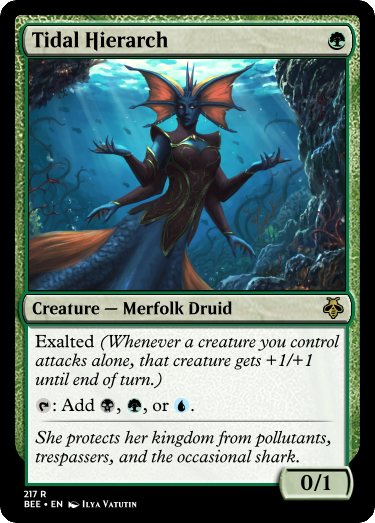 Tidal Hierarch
Creature — Merfolk Druid
Exalted (Whenever a creature you control
attacks alone, that creature gets +1/+1
until end of turn.)
: Add , , or .
She protects her kingdom from pollutants,
trespassers, and the occasional shark.
0/1
217 R
BEE • EN Ilya Vatutin